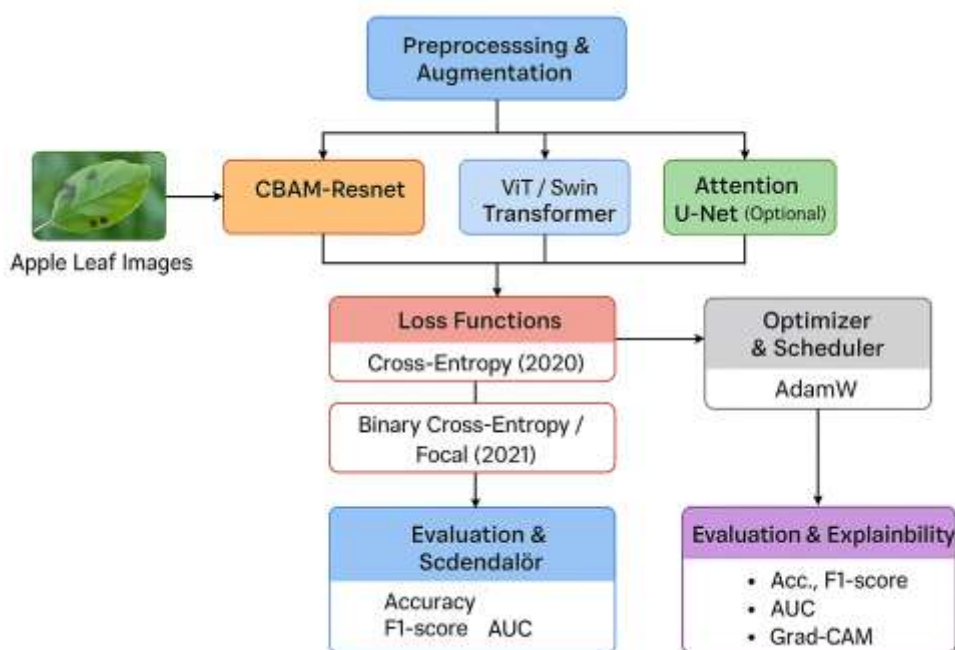 Preprocesssing &
Augmentation
CBAM-Resnet
ViT / Swin
Transformer
Attention
U-Net (Optional)
Apple Leaf Images
Loss Functions
Cross-Entropy (2020)
Optimizer
& Scheduler
AdamW
Binary Cross-Entropy /
Focal (2021)
Evaluation &
Scdendalör
Accuracy
F1-score AUC
Evaluation & Explainbility
• Acc., F1-score
• AUC
• Grad-CAM